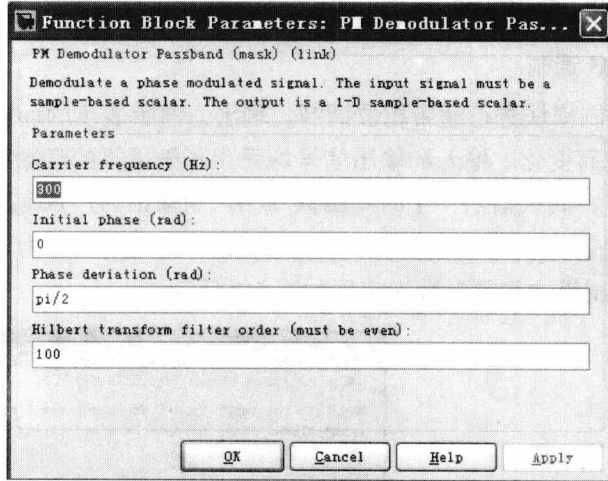 Function Block Parameters: PM Demodulator Pas...
PM Demodulator Passband (mask) (link)
Demodulate a phase modulated signal. The input signal must be a
sample-based scalar. The output is a 1-D sample-based scalar.
Parameters
Carrier frequency (Hz):
300
Initial phase (rad):
0
Phase deviation (rad):
pi/2
Hilbert transform filter order (must be even):
100
OK Cancel Help Apply